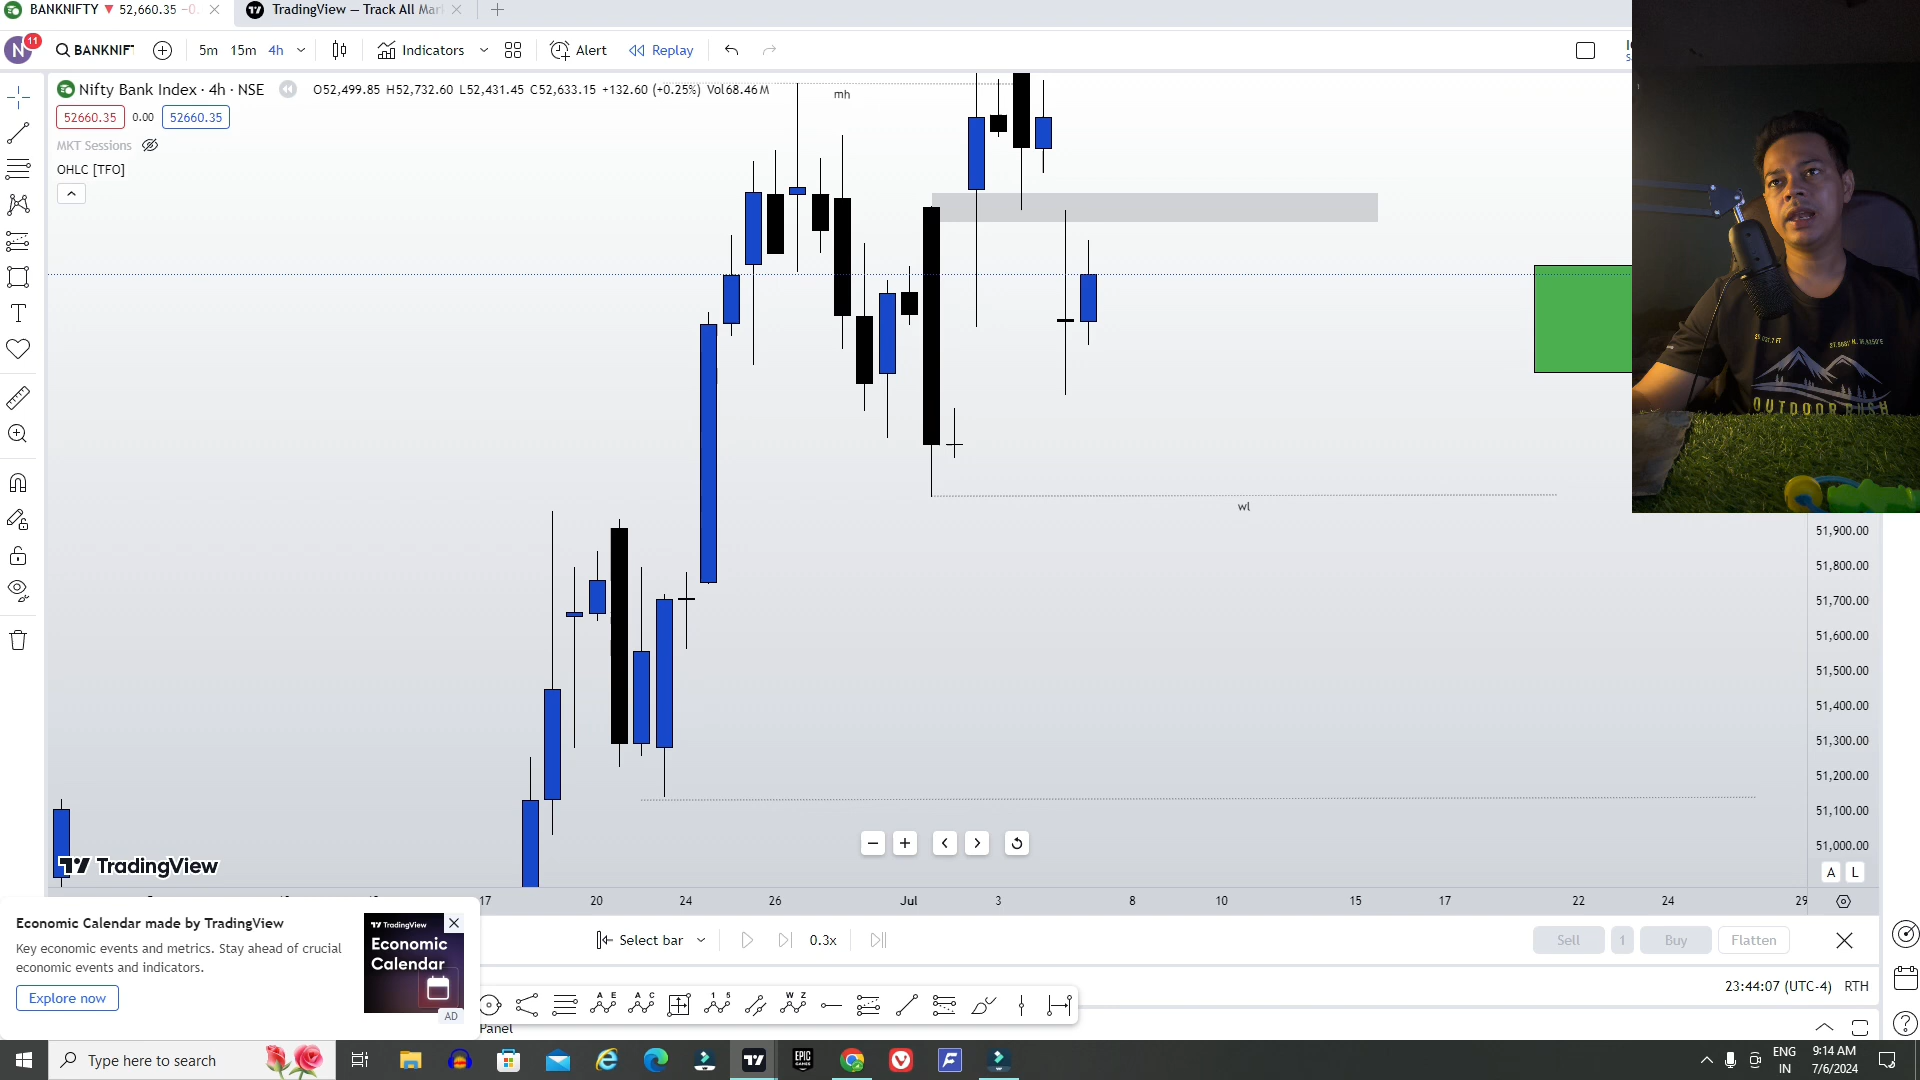 BANKNIFTY ▼ 52,660.35 −0.
TradingView — Track All Mar
N
11
BANKNIF
5m 15m 4h
Indicators
Alert
Replay
Nifty Bank Index · 4h · NSE
O52,499.85 H52,732.60 L52,431.45 C52,633.15 +132.60 (+0.25%) Vol68.46M
mh
52660.35 0.00 52660.35
MKT Sessions
OHLC [TFO]
OUTDOOR RUSH
wl
51,900.00
51,800.00
51,700.00
51,600.00
51,500.00
51,400.00
51,300.00
51,200.00
51,100.00
51,000.00
TradingView
A L
17 20 24 26 Jul 3 8 10 15 17 22 24 29
Economic Calendar made by TradingView
Key economic events and metrics. Stay ahead of crucial
economic events and indicators.
Explore now
TradingView
Economic
Calendar
AD
Select bar
0.3x
Sell 1 Buy Flatten
23:44:07 (UTC-4) RTH
Panel
Type here to search
EPIC
GAMES
ENG
IN
9:14 AM
7/6/2024